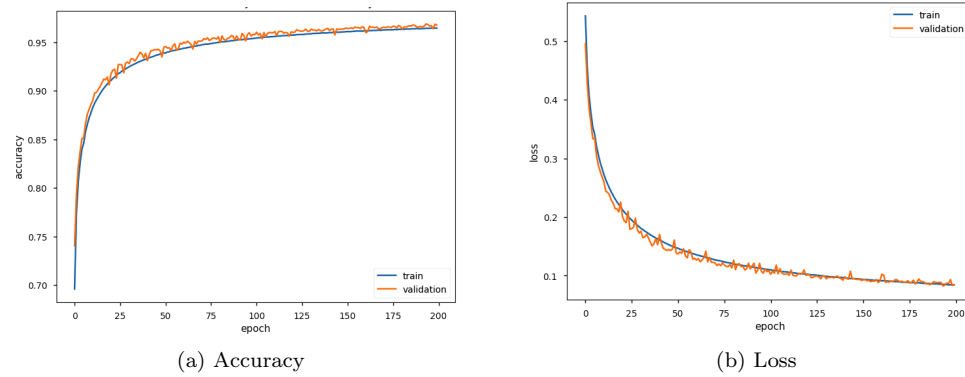 0.95
0.90
0.85
0.80
0.75
0.70
accuracy
0 25 50 75 100 125 150 175 200
epoch
train
validation
(a) Accuracy
0.5
0.4
0.3
0.2
0.1
loss
0 25 50 75 100 125 150 175 200
epoch
train
validation
(b) Loss